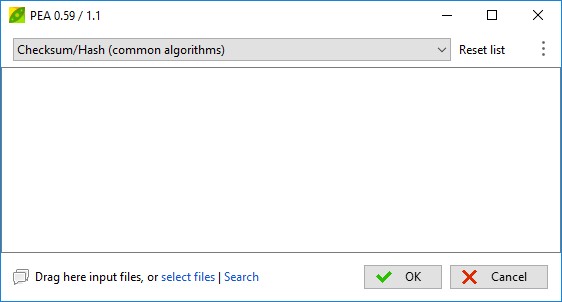 PEA 0.59 / 1.1
Checksum/Hash (common algorithms) Reset list
Drag here input files, or select files | Search OK Cancel